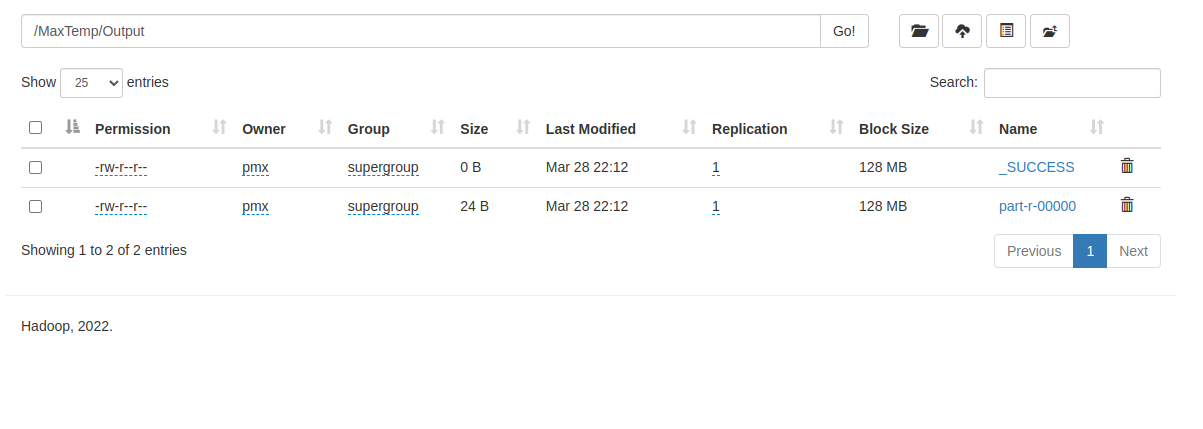 /MaxTemp/Output Go!
Show 25 entries Search:
Permission Owner Group Size Last Modified Replication Block Size Name
-rw-r--r-- pmx supergroup 0 B Mar 28 22:12 1 128 MB _SUCCESS
-rw-r--r-- pmx supergroup 24 B Mar 28 22:12 1 128 MB part-r-00000
Showing 1 to 2 of 2 entries Previous 1 Next
Hadoop, 2022.